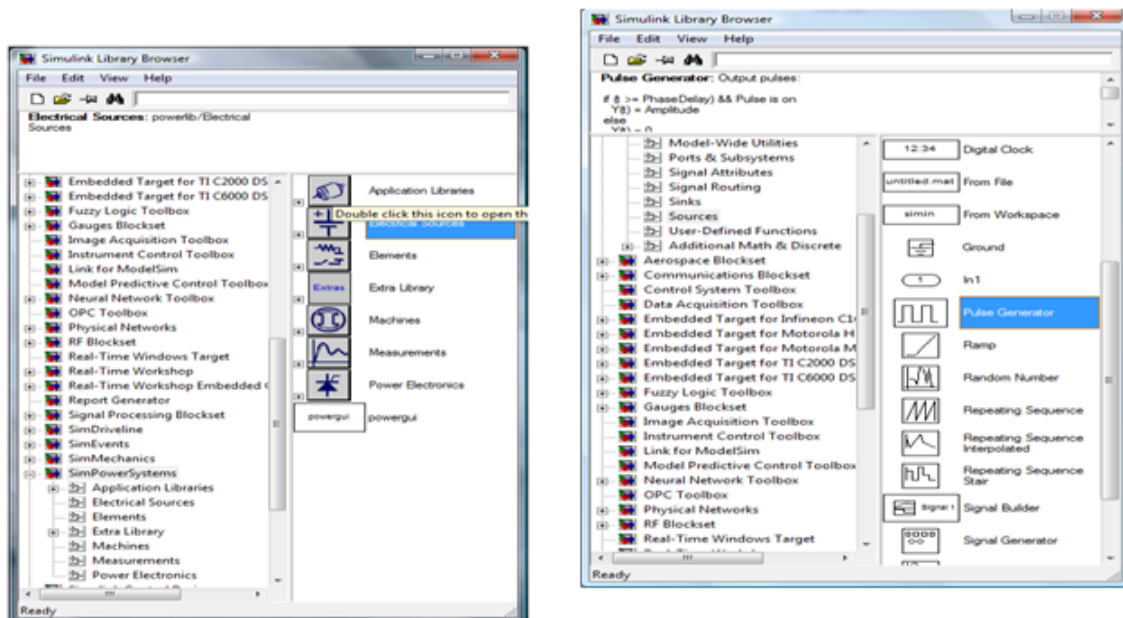 Simulink Library Browser
File Edit View Help
Electrical Sources: powerlib/Electrical
Sources
Embedded Target for TI C2000 DS
Embedded Target for TI C6000 DS
Fuzzy Logic Toolbox
Gauges Blockset
Image Acquisition Toolbox
Instrument Control Toolbox
Link for ModelSim
Model Predictive Control Toolbox
Neural Network Toolbox
OPC Toolbox
Physical Networks
RF Blockset
Real-Time Windows Target
Real-Time Workshop
Real-Time Workshop Embedded
Report Generator
Signal Processing Blockset
SimDriveline
SimEvents
SimMechanics
SimPowerSystems
Application Libraries
Electrical Sources
Elements
Extra Library
Machines
Measurements
Power Electronics
Application Libraries
Double click this icon to open th
Electrical Sources
Elements
Extras Extra Library
Machines
Measurements
Power Electronics
powergui powergui
Ready
Simulink Library Browser
File Edit View Help
Pulse Generator: Output pulses:
if (t >= PhaseDelay) && Pulse is on
Y(t) = Amplitude
else
Y(t) = 0
Model-Wide Utilities
Ports & Subsystems
Signal Attributes
Signal Routing
Sinks
Sources
User-Defined Functions
Additional Math & Discrete
Aerospace Blockset
Communications Blockset
Control System Toolbox
Data Acquisition Toolbox
Embedded Target for Infineon C1
Embedded Target for Motorola H
Embedded Target for Motorola M
Embedded Target for TI C2000 DS
Embedded Target for TI C6000 DS
Fuzzy Logic Toolbox
Gauges Blockset
Image Acquisition Toolbox
Instrument Control Toolbox
Link for ModelSim
Model Predictive Control Toolbox
Neural Network Toolbox
OPC Toolbox
Physical Networks
RF Blockset
Real-Time Windows Target
12:34 Digital Clock
untitled.mat From File
simin From Workspace
Ground
1 In1
Pulse Generator
Ramp
Random Number
Repeating Sequence
Repeating Sequence
Interpolated
Repeating Sequence
Stair
Signal 1 Signal Builder
Signal Generator
Ready